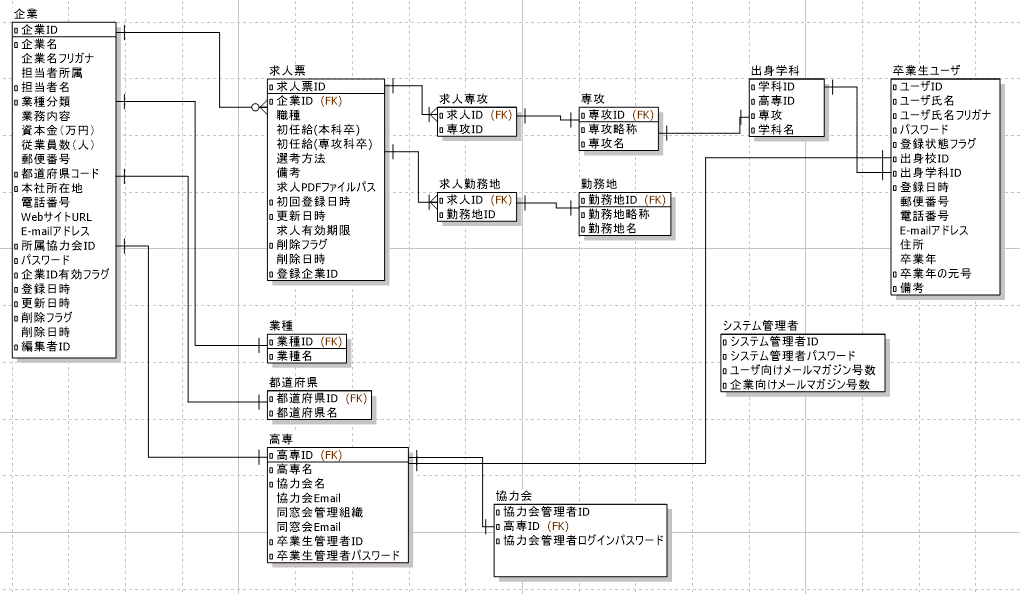 企業
企業ID
企業名
企業名フリガナ
担当者所属
担当者名
業種分類
業務内容
資本金(万円)
従業員数(人)
郵便番号
都道府県コード
本社所在地
電話番号
WebサイトURL
E-mailアドレス
所属協力会ID
パスワード
企業ID有効フラグ
登録日時
更新日時
削除フラグ
削除日時
編集者ID
求人票
求人票ID
企業ID (FK)
職種
初任給(本科卒)
初任給(専攻科卒)
選考方法
備考
求人PDFファイルパス
初回登録日時
更新日時
求人有効期限
削除フラグ
削除日時
登録企業ID
求人専攻
求人ID (FK)
専攻ID
専攻
専攻ID (FK)
専攻略称
専攻名
求人勤務地
求人ID (FK)
勤務地ID
勤務地
勤務地ID (FK)
勤務地略称
勤務地名
出身学科
学科ID
高専ID
専攻
学科名
卒業生ユーザ
ユーザID
ユーザ氏名
ユーザ氏名フリガナ
パスワード
登録状態フラグ
出身校ID
出身学科ID
登録日時
郵便番号
電話番号
E-mailアドレス
住所
卒業年
卒業年の元号
備考
業種
業種ID (FK)
業種名
都道府県
都道府県ID (FK)
都道府県名
高専
高専ID (FK)
高専名
協力会名
協力会Email
同窓会管理組織
同窓会Email
卒業生管理者ID
卒業生管理者パスワード
協力会
協力会管理者ID
高専ID (FK)
協力会管理者ログインパスワード
システム管理者
システム管理者ID
システム管理者パスワード
ユーザ向けメールマガジン号数
企業向けメールマガジン号数